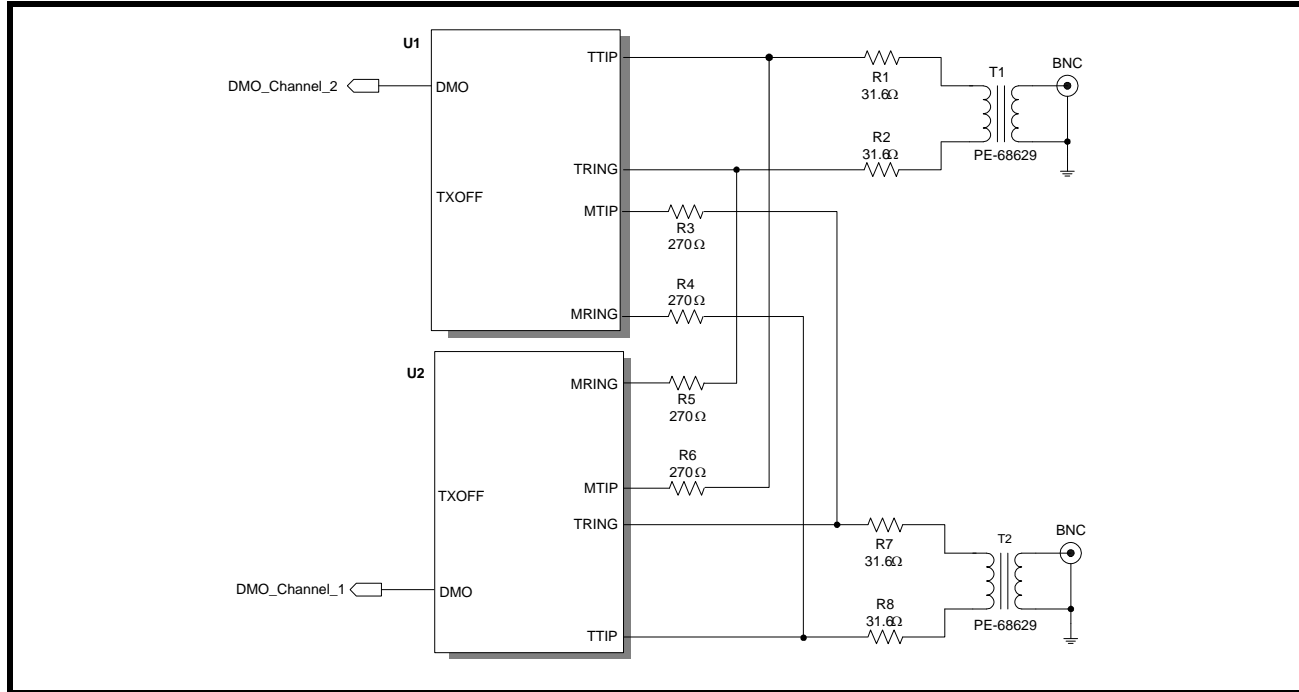 U1
TTIP
BNC
DMO_Channel_2
DMO
R1
31.6Ω
T1
R2
31.6Ω
PE-68629
TRING
TXOFF
MTIP
R3
270Ω
R4
270Ω
MRING
U2
MRING
R5
270Ω
R6
270Ω
TXOFF
MTIP
TRING
BNC
R7
31.6Ω
T2
DMO_Channel_1
DMO
R8
31.6Ω
PE-68629
TTIP